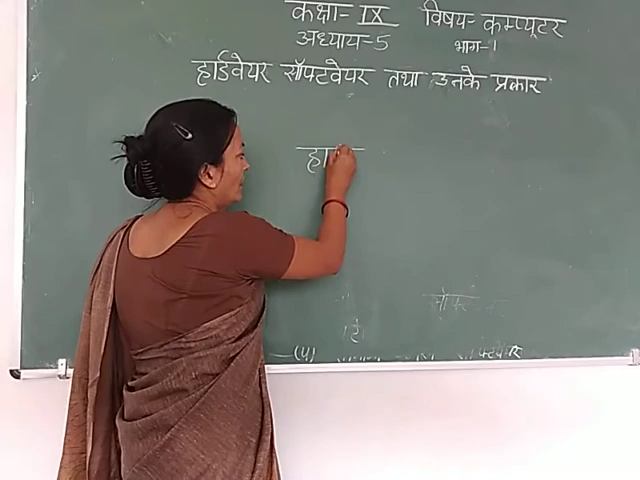 कक्षा- IX विषय- कम्प्यूटर
अध्याय-5 भाग-1
हार्डवेयर सॉफ्टवेयर तथा उनके प्रकार
हा